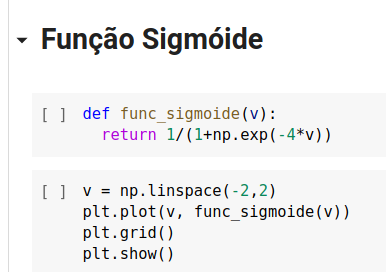 Função Sigmóide
[ ] def func_sigmoide(v):
return 1/(1+np.exp(-4*v))
[ ] v = np.linspace(-2,2)
plt.plot(v, func_sigmoide(v))
plt.grid()
plt.show()